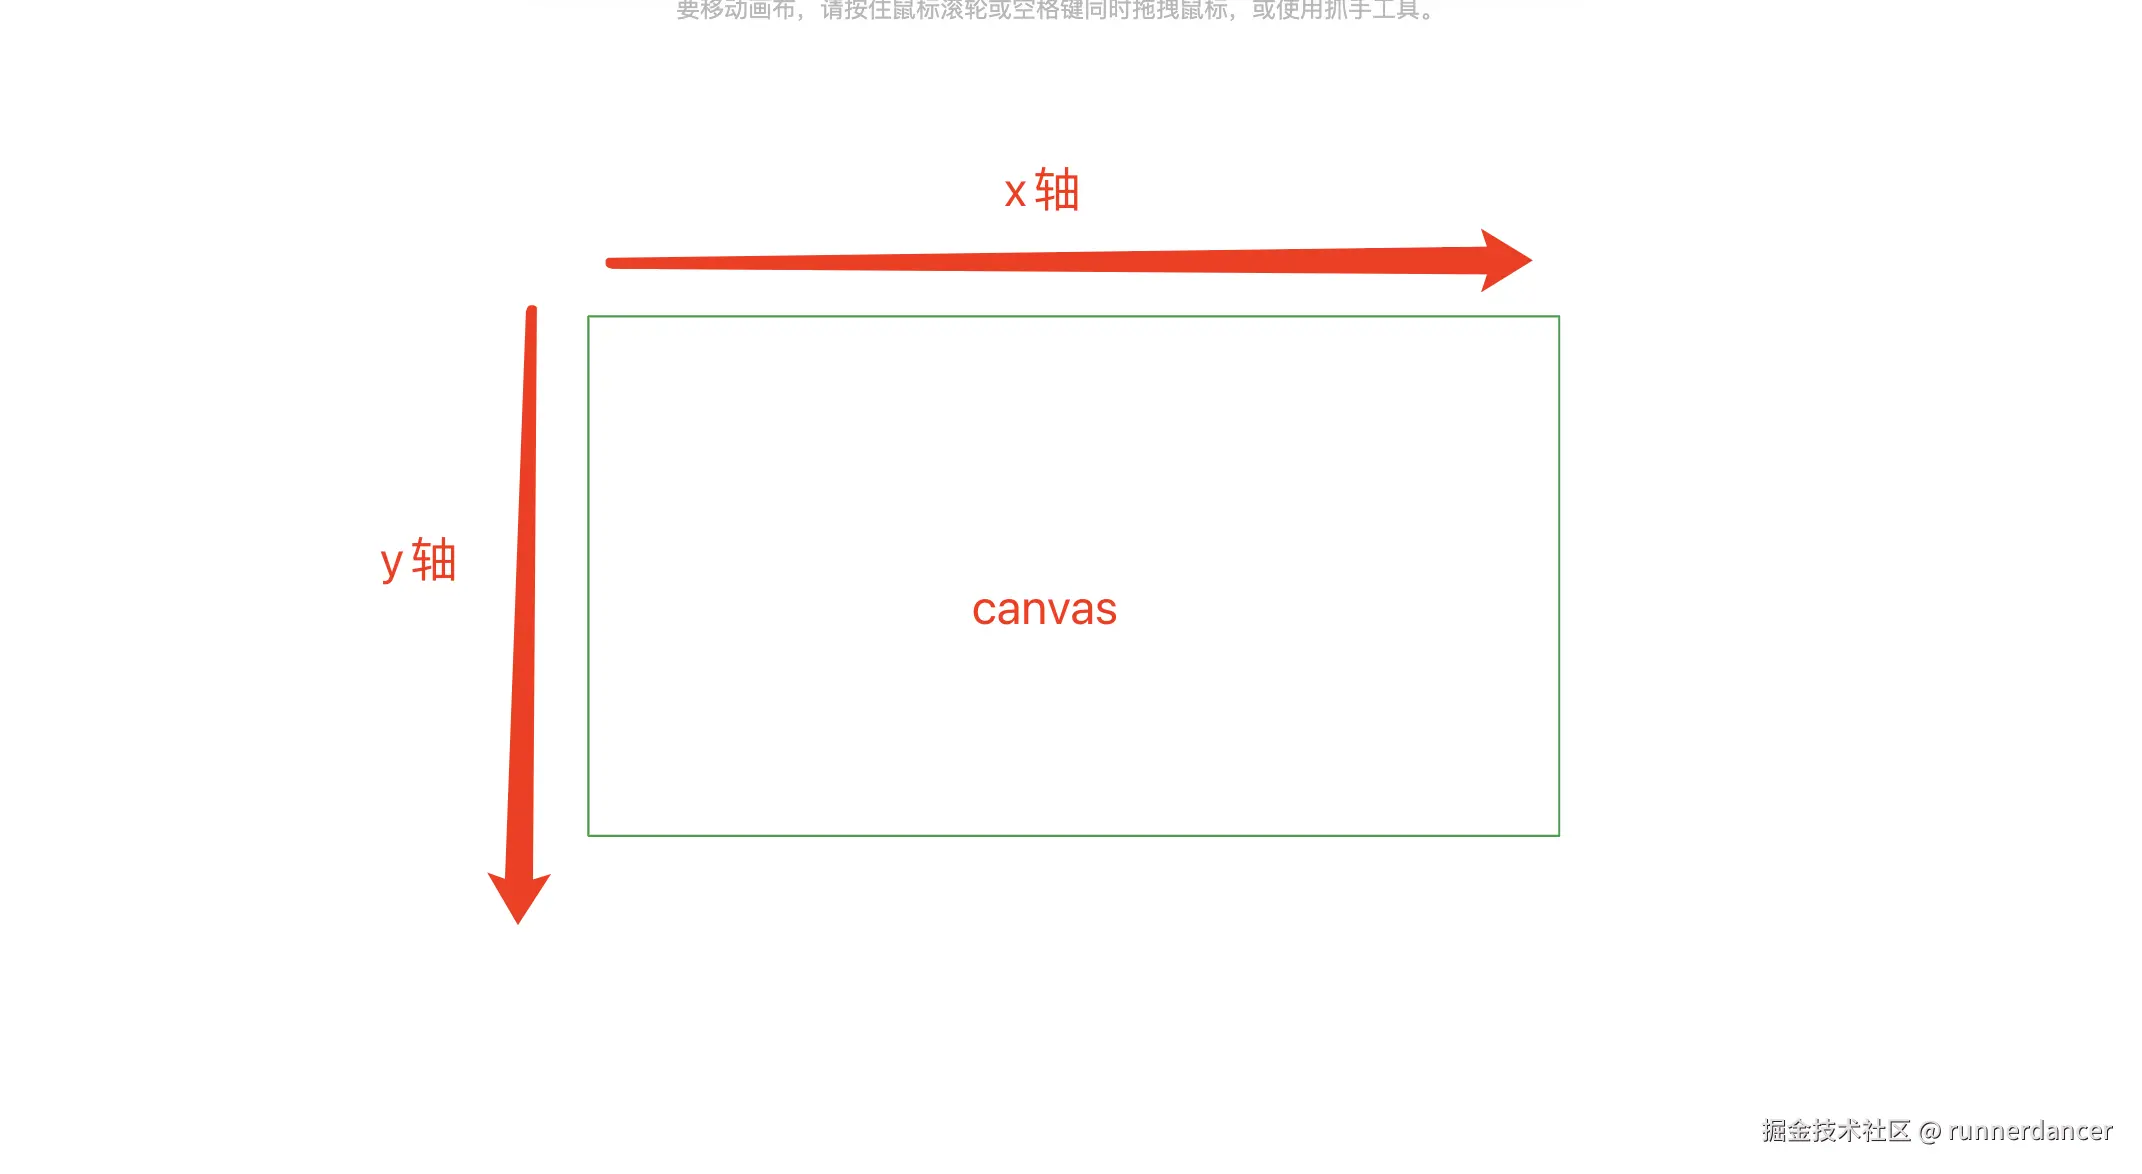 要移动画布，请按住鼠标滚轮或空格键同时拖拽鼠标，或使用抓手工具。
x 轴
y 轴
canvas
掘金技术社区 @ runnerdancer